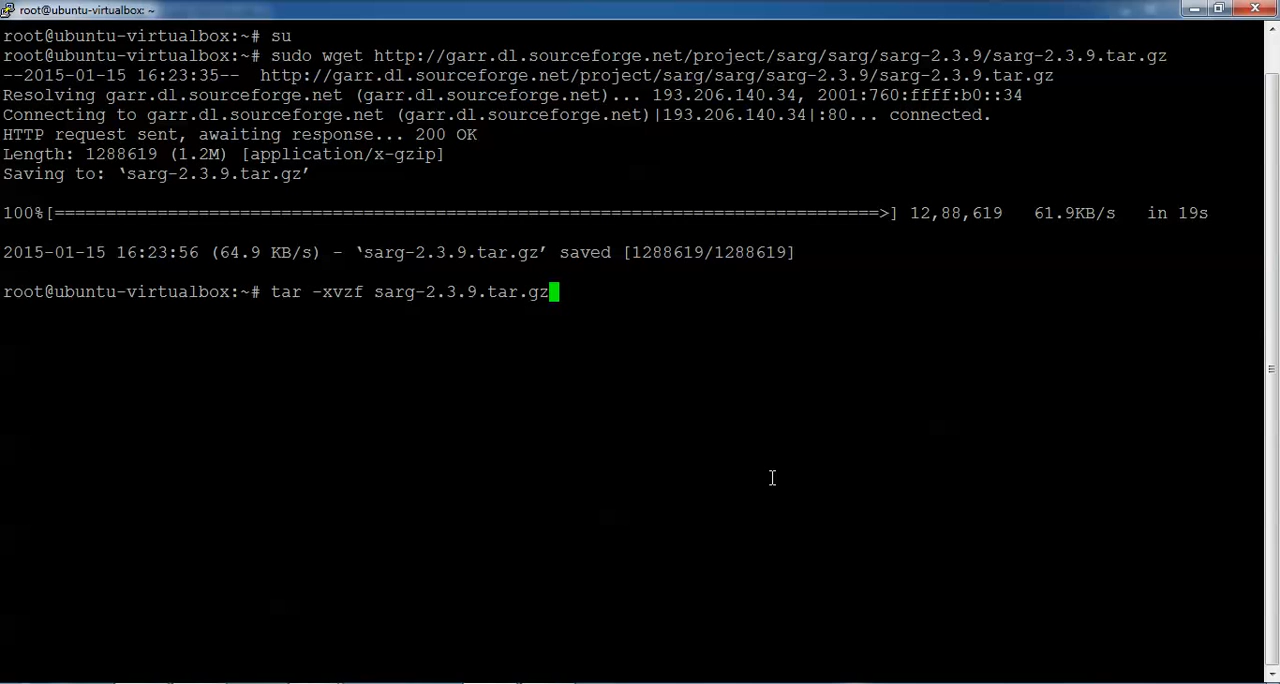 root@ubuntu-virtualbox: ~
root@ubuntu-virtualbox:~# su
root@ubuntu-virtualbox:~# sudo wget http://garr.dl.sourceforge.net/project/sarg/sarg/sarg-2.3.9/sarg-2.3.9.tar.gz
--2015-01-15 16:23:35--  http://garr.dl.sourceforge.net/project/sarg/sarg/sarg-2.3.9/sarg-2.3.9.tar.gz
Resolving garr.dl.sourceforge.net (garr.dl.sourceforge.net)... 193.206.140.34, 2001:760:ffff:b0::34
Connecting to garr.dl.sourceforge.net (garr.dl.sourceforge.net)|193.206.140.34|:80... connected.
HTTP request sent, awaiting response... 200 OK
Length: 1288619 (1.2M) [application/x-gzip]
Saving to: ‘sarg-2.3.9.tar.gz’
100%[================================================================================>] 12,88,619   61.9KB/s   in 19s
2015-01-15 16:23:56 (64.9 KB/s) - ‘sarg-2.3.9.tar.gz’ saved [1288619/1288619]
root@ubuntu-virtualbox:~# tar -xvzf sarg-2.3.9.tar.gz